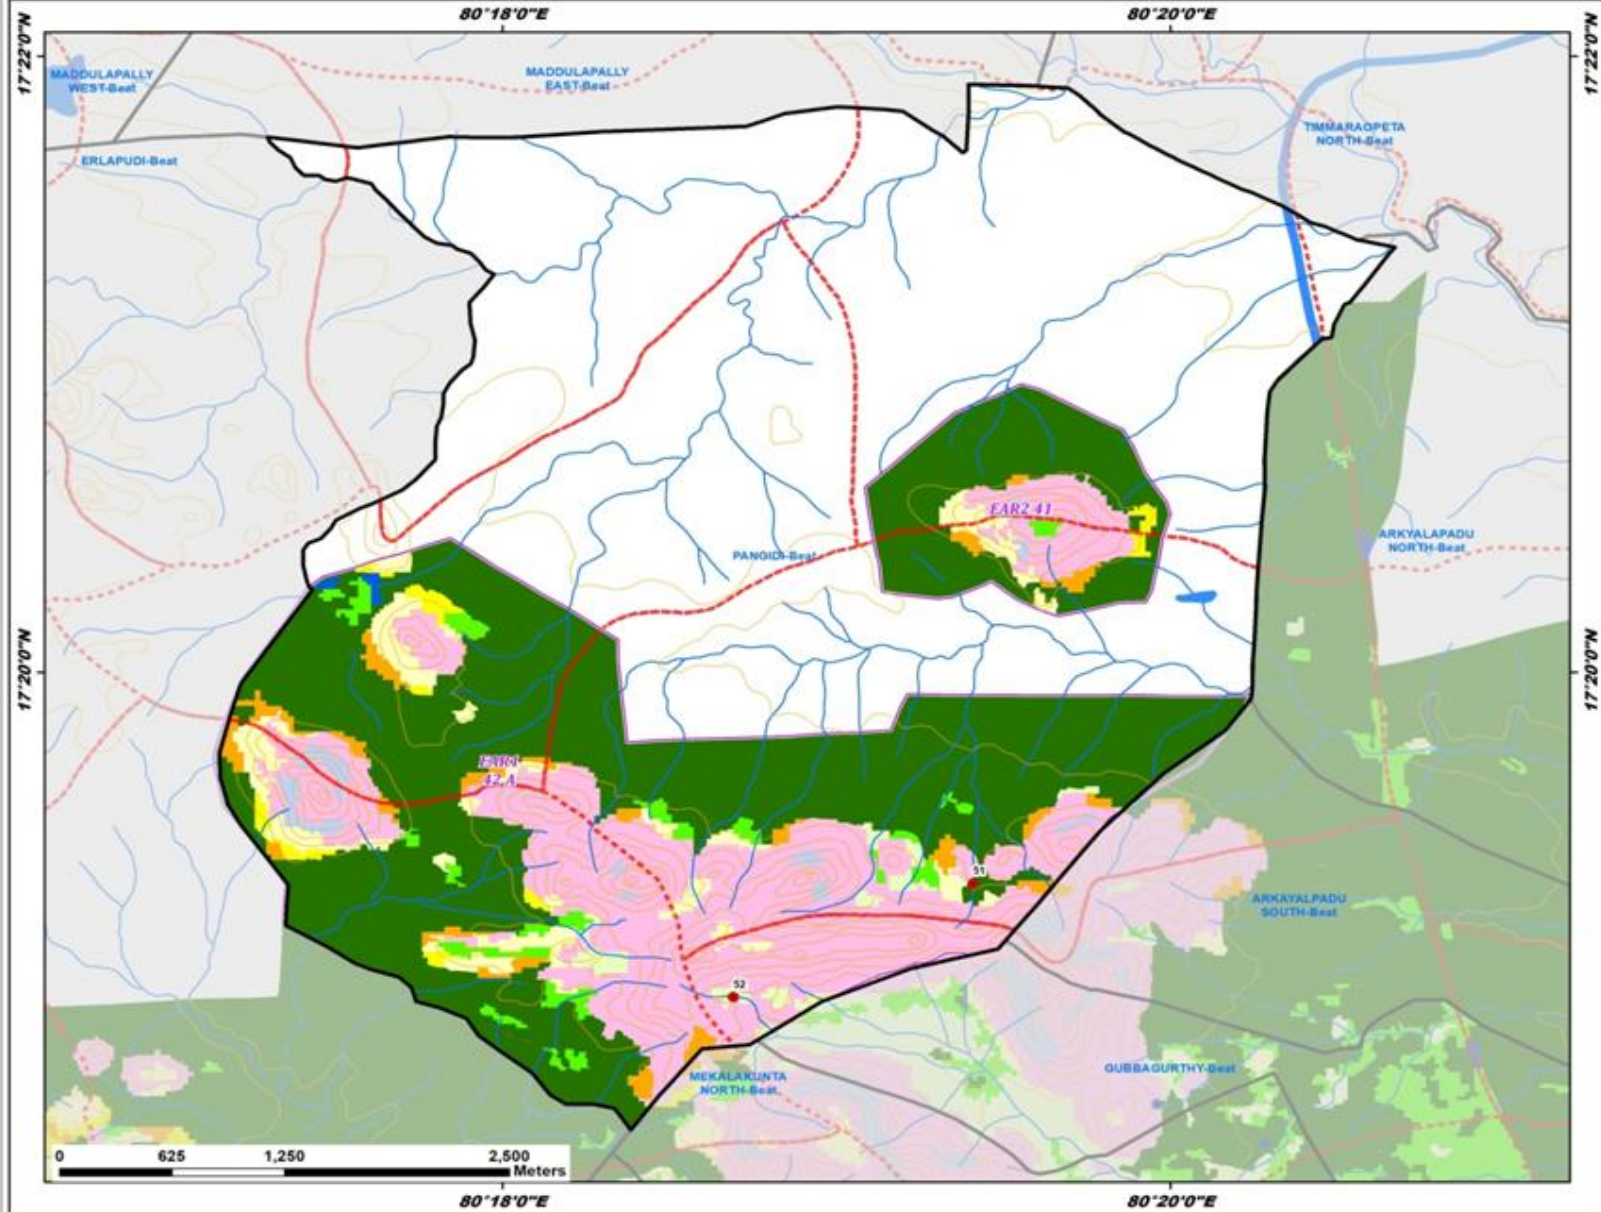 80°18'0"E
80°20'0"E
17°22'0"N
17°22'0"N
MADDULAPALLY
WEST-Beat
MADDULAPALLY
EAST-Beat
TIMMARAOPETA
NORTH-Beat
ERLAPUDI-Beat
EAR2 41
PANGIDI-Beat
ARKYALAPADU
NORTH-Beat
17°20'0"N
17°20'0"N
EAR1
42 A
51
ARKAYALPADU
SOUTH-Beat
52
MEKALAKUNTA
NORTH-Beat
GUBBAGURTHY-Beat
0 625 1,250 2,500
Meters
80°18'0"E
80°20'0"E